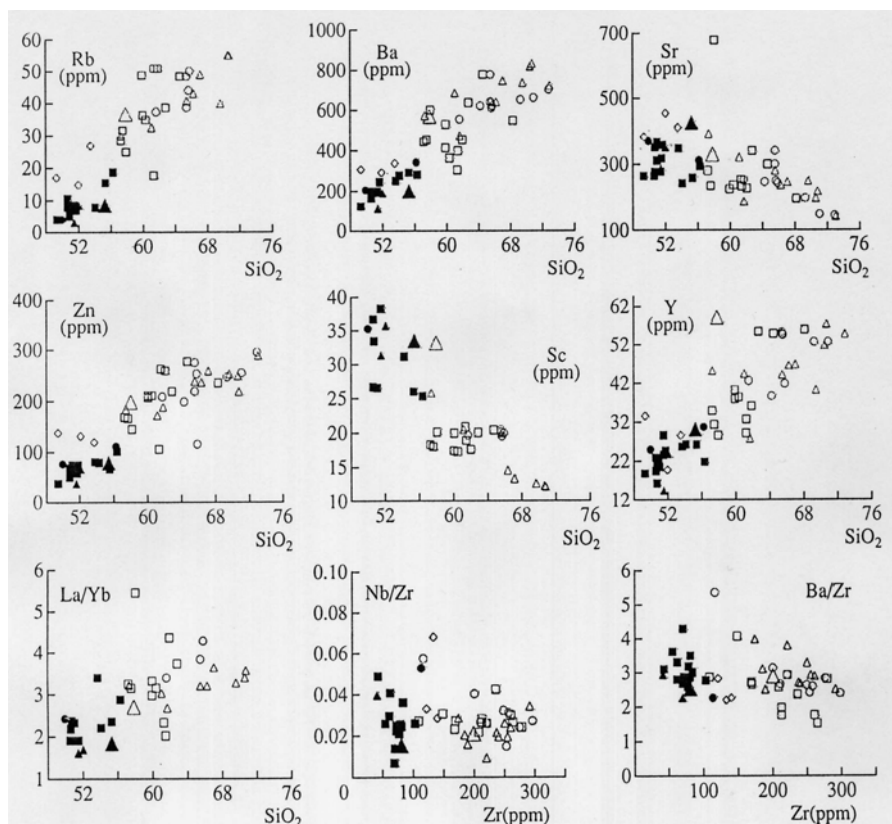 60
50
40
30
20
10
0
Rb
(ppm)
52 60 68 76
SiO2
1000
800
600
400
200
0
Ba
(ppm)
52 60 68 76
SiO2
700
500
300
100
Sr
(ppm)
52 60 68 76
SiO2
400
300
200
100
0
Zn
(ppm)
52 60 68 76
SiO2
40
35
30
25
20
15
10
Sc
(ppm)
52 60 68 76
SiO2
62
52
42
32
22
12
Y
(ppm)
52 60 68 76
SiO2
6
5
4
3
2
1
La/Yb
52 60 68 76
SiO2
0.10
0.08
0.06
0.04
0.02
0
Nb/Zr
0 100 200 300
Zr(ppm)
6
5
4
3
2
1
0
Ba/Zr
100 200 300
Zr(ppm)